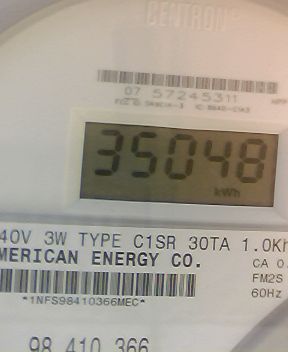 CENTRON
07 57245311
35048
kWh
40V 3W TYPE C1SR 30TA 1.0Kh
MERICAN ENERGY CO.
CA 0.
FM2S
*1NFS98410366MEC*
60Hz
98 410 366